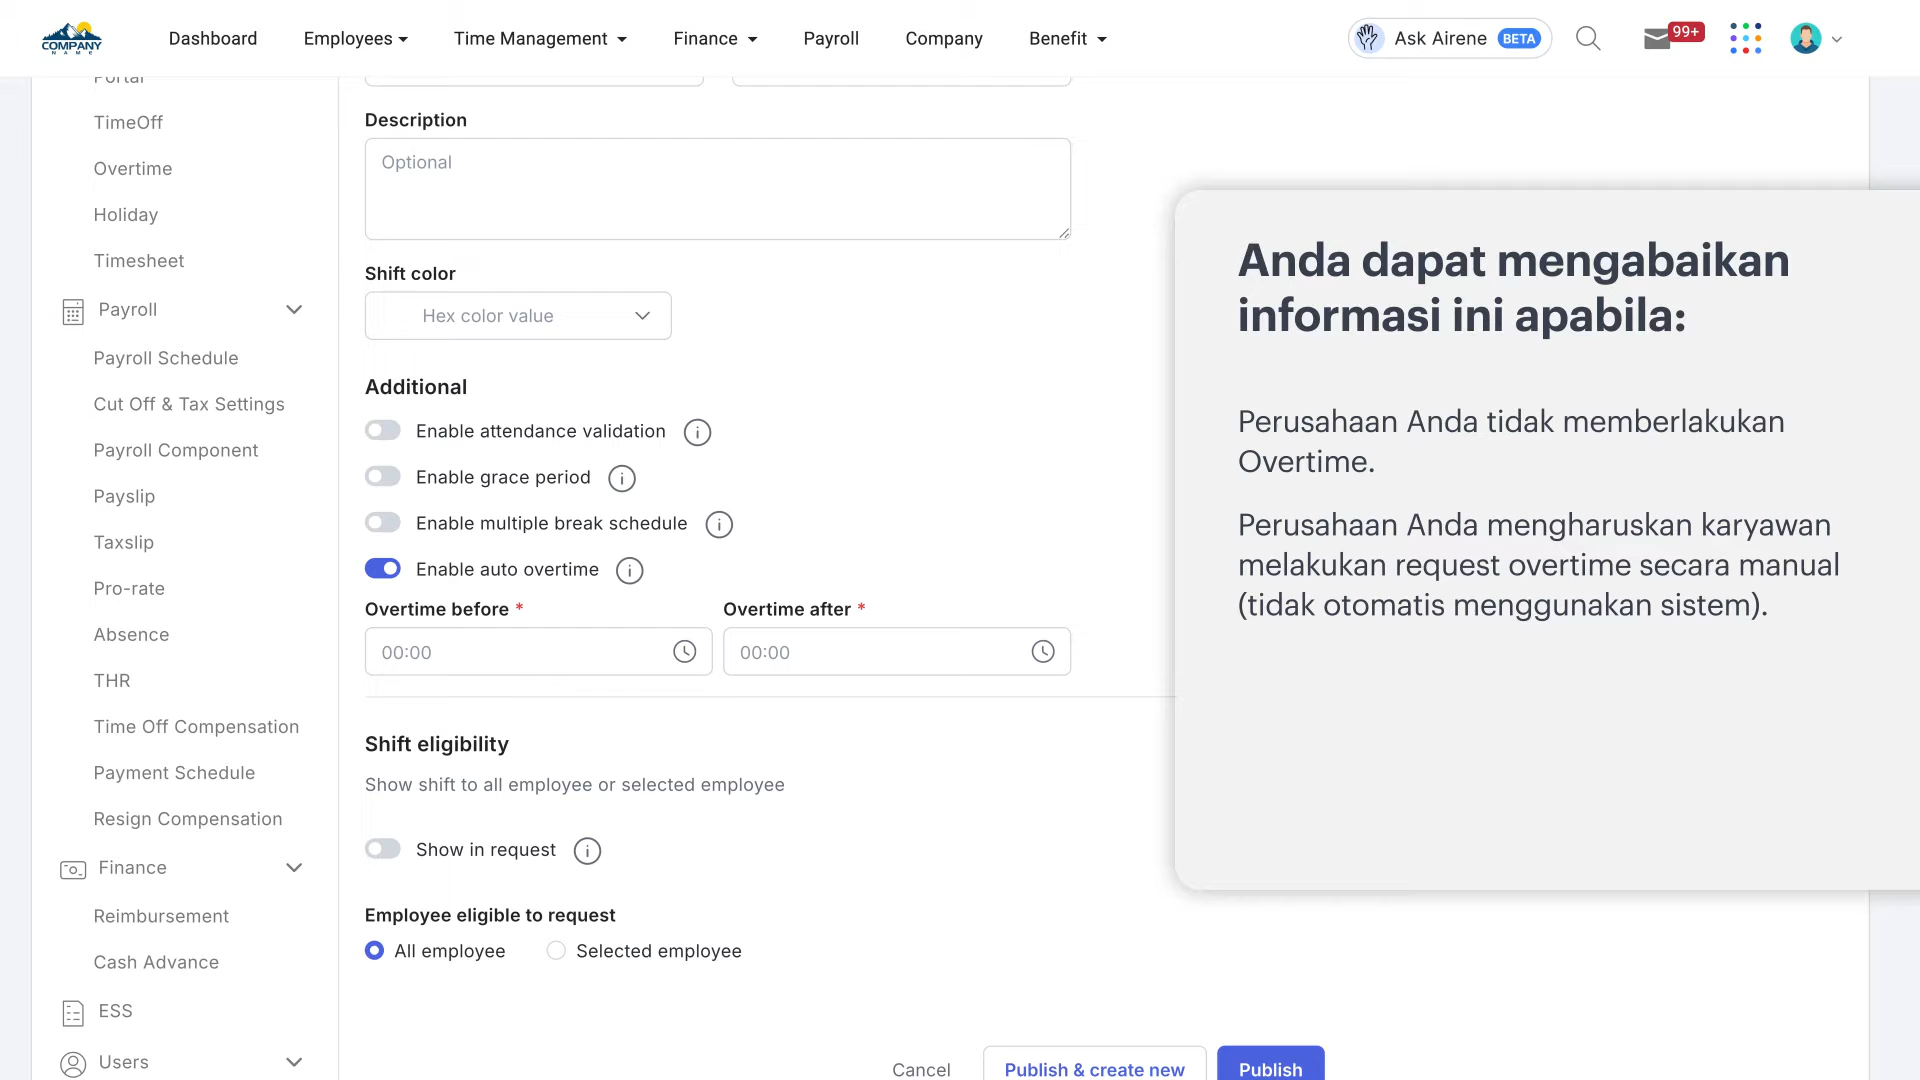 COMPANY
NAME
Dashboard
Employees
Time Management
Finance
Payroll
Company
Benefit
Ask Airene BETA
99+
Portal
TimeOff
Overtime
Holiday
Timesheet
Payroll
Payroll Schedule
Cut Off & Tax Settings
Payroll Component
Payslip
Taxslip
Pro-rate
Absence
THR
Time Off Compensation
Payment Schedule
Resign Compensation
Finance
Reimbursement
Cash Advance
ESS
Users
Description
Optional
Shift color
Hex color value
Additional
Enable attendance validation
Enable grace period
Enable multiple break schedule
Enable auto overtime
Overtime before * Overtime after *
00:00 00:00
Shift eligibility
Show shift to all employee or selected employee
Show in request
Employee eligible to request
All employee Selected employee
Cancel Publish & create new Publish
Anda dapat mengabaikan
informasi ini apabila:
Perusahaan Anda tidak memberlakukan
Overtime.
Perusahaan Anda mengharuskan karyawan
melakukan request overtime secara manual
(tidak otomatis menggunakan sistem).